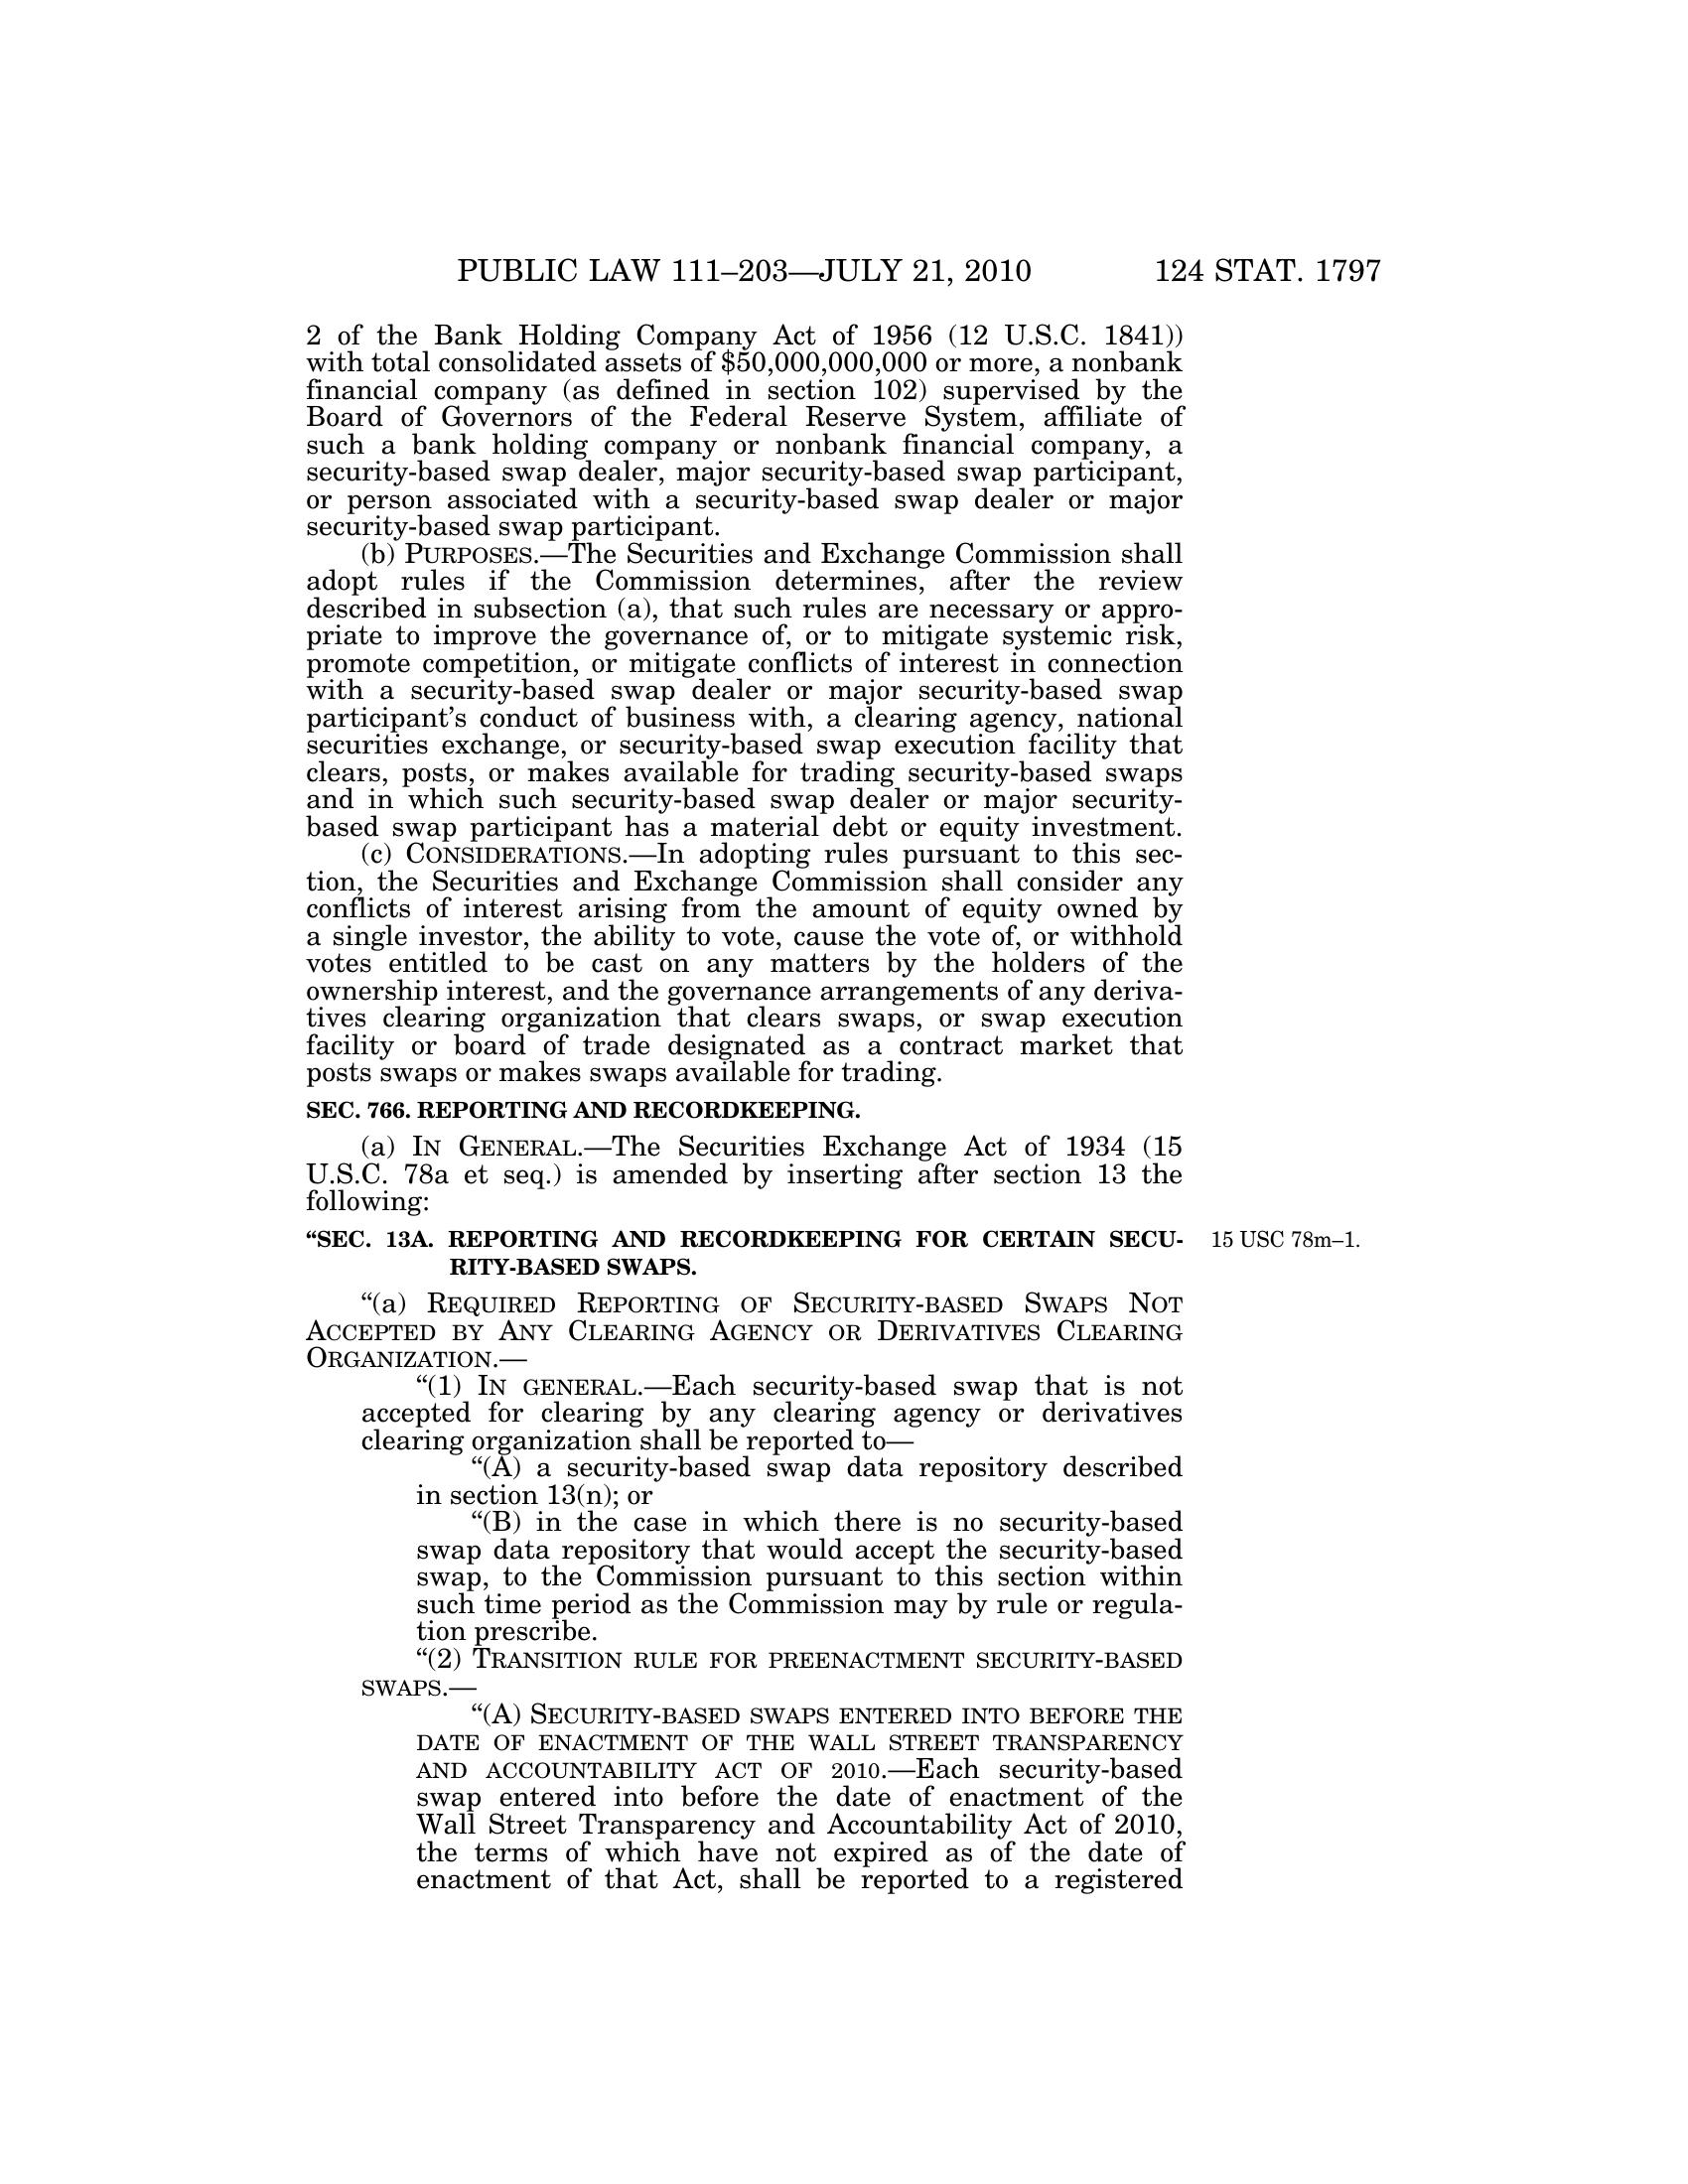 PUBLIC LAW 111–203—JULY 21, 2010 124 STAT. 1797
2 of the Bank Holding Company Act of 1956 (12 U.S.C. 1841))
with total consolidated assets of $50,000,000,000 or more, a nonbank
financial company (as defined in section 102) supervised by the
Board of Governors of the Federal Reserve System, affiliate of
such a bank holding company or nonbank financial company, a
security-based swap dealer, major security-based swap participant,
or person associated with a security-based swap dealer or major
security-based swap participant.
(b) PURPOSES.—The Securities and Exchange Commission shall
adopt rules if the Commission determines, after the review
described in subsection (a), that such rules are necessary or appro-
priate to improve the governance of, or to mitigate systemic risk,
promote competition, or mitigate conflicts of interest in connection
with a security-based swap dealer or major security-based swap
participant's conduct of business with, a clearing agency, national
securities exchange, or security-based swap execution facility that
clears, posts, or makes available for trading security-based swaps
and in which such security-based swap dealer or major security-
based swap participant has a material debt or equity investment.
(c) CONSIDERATIONS.—In adopting rules pursuant to this sec-
tion, the Securities and Exchange Commission shall consider any
conflicts of interest arising from the amount of equity owned by
a single investor, the ability to vote, cause the vote of, or withhold
votes entitled to be cast on any matters by the holders of the
ownership interest, and the governance arrangements of any deriva-
tives clearing organization that clears swaps, or swap execution
facility or board of trade designated as a contract market that
posts swaps or makes swaps available for trading.
SEC. 766. REPORTING AND RECORDKEEPING.
(a) IN GENERAL.—The Securities Exchange Act of 1934 (15
U.S.C. 78a et seq.) is amended by inserting after section 13 the
following:
“SEC. 13A. REPORTING AND RECORDKEEPING FOR CERTAIN SECU- 15 USC 78m–1.
RITY-BASED SWAPS.
“(a) REQUIRED REPORTING OF SECURITY-BASED SWAPS NOT
ACCEPTED BY ANY CLEARING AGENCY OR DERIVATIVES CLEARING
ORGANIZATION.—
“(1) IN GENERAL.—Each security-based swap that is not
accepted for clearing by any clearing agency or derivatives
clearing organization shall be reported to—
“(A) a security-based swap data repository described
in section 13(n); or
“(B) in the case in which there is no security-based
swap data repository that would accept the security-based
swap, to the Commission pursuant to this section within
such time period as the Commission may by rule or regula-
tion prescribe.
“(2) TRANSITION RULE FOR PREENACTMENT SECURITY-BASED
SWAPS.—
“(A) SECURITY-BASED SWAPS ENTERED INTO BEFORE THE
DATE OF ENACTMENT OF THE WALL STREET TRANSPARENCY
AND ACCOUNTABILITY ACT OF 2010.—Each security-based
swap entered into before the date of enactment of the
Wall Street Transparency and Accountability Act of 2010,
the terms of which have not expired as of the date of
enactment of that Act, shall be reported to a registered